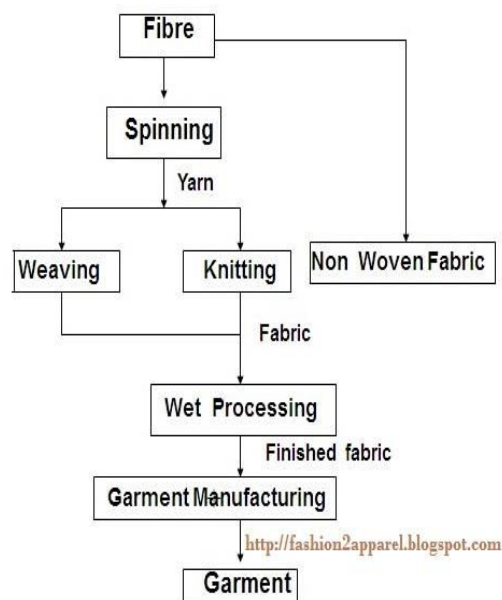 Fibre
Spinning
Yarn
Weaving
Knitting
Non Woven Fabric
Fabric
Wet Processing
Finished fabric
Garment Manufacturing
http://fashion2apparel.blogspot.com
Garment